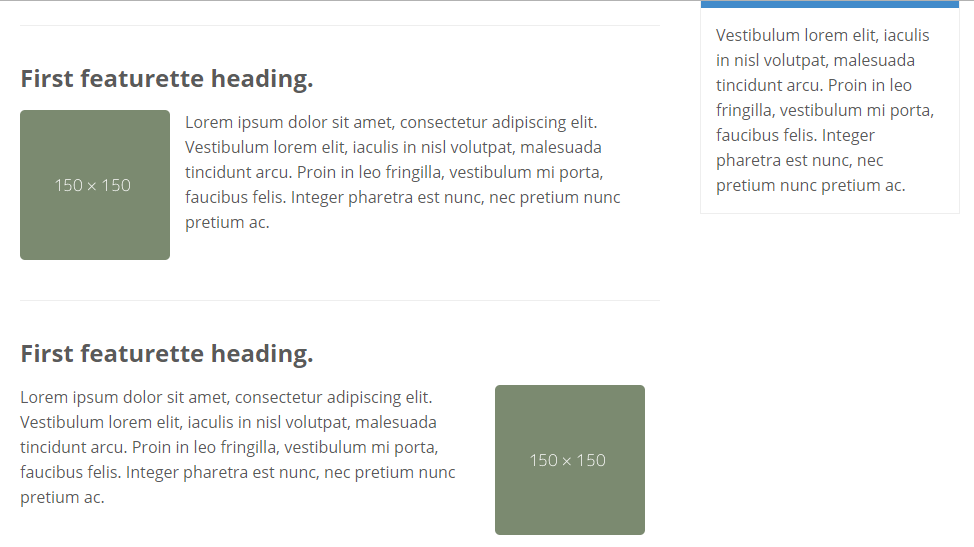 First featurette heading.
150 × 150
Lorem ipsum dolor sit amet, consectetur adipiscing elit.
Vestibulum lorem elit, iaculis in nisl volutpat, malesuada
tincidunt arcu. Proin in leo fringilla, vestibulum mi porta,
faucibus felis. Integer pharetra est nunc, nec pretium nunc
pretium ac.
First featurette heading.
Lorem ipsum dolor sit amet, consectetur adipiscing elit.
Vestibulum lorem elit, iaculis in nisl volutpat, malesuada
tincidunt arcu. Proin in leo fringilla, vestibulum mi porta,
faucibus felis. Integer pharetra est nunc, nec pretium nunc
pretium ac.
150 × 150
Vestibulum lorem elit, iaculis
in nisl volutpat, malesuada
tincidunt arcu. Proin in leo
fringilla, vestibulum mi porta,
faucibus felis. Integer
pharetra est nunc, nec
pretium nunc pretium ac.